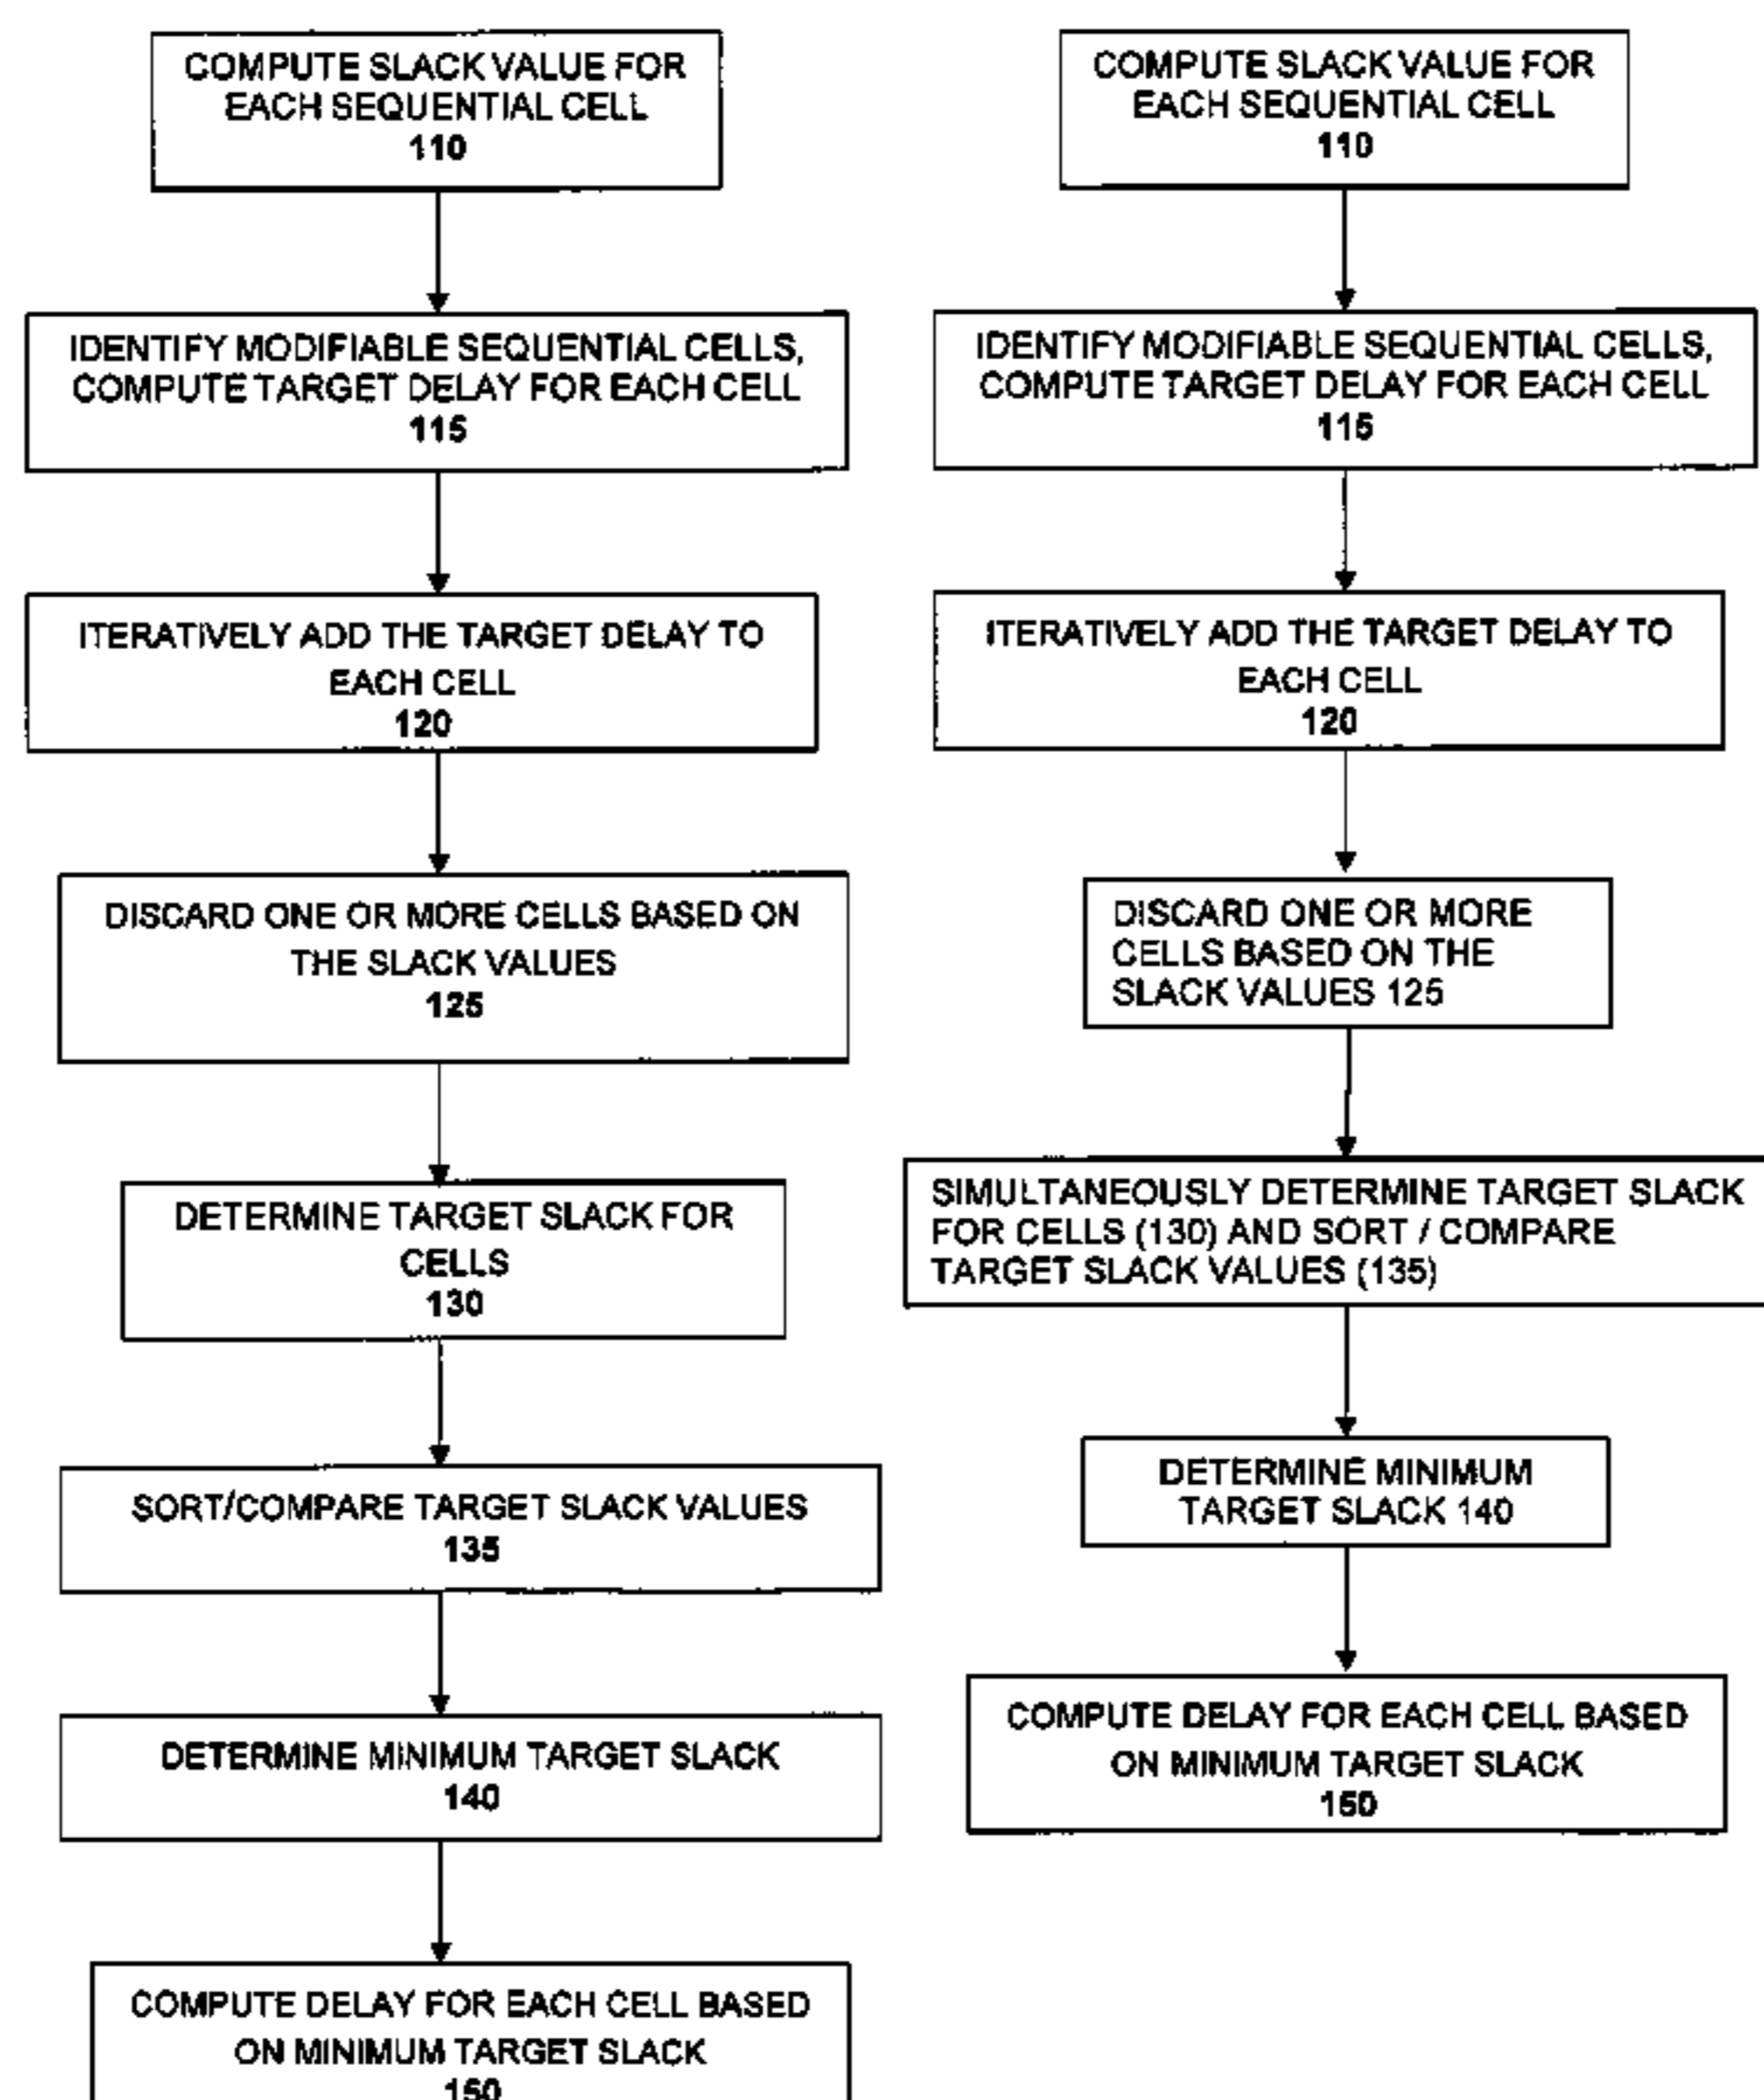 COMPUTE SLACK VALUE FOR
EACH SEQUENTIAL CELL
110
IDENTIFY MODIFIABLE SEQUENTIAL CELLS,
COMPUTE TARGET DELAY FOR EACH CELL
115
ITERATIVELY ADD THE TARGET DELAY TO
EACH CELL
120
DISCARD ONE OR MORE CELLS BASED ON
THE SLACK VALUES
125
DETERMINE TARGET SLACK FOR
CELLS
130
SORT/COMPARE TARGET SLACK VALUES
135
DETERMINE MINIMUM TARGET SLACK
140
COMPUTE DELAY FOR EACH CELL BASED
ON MINIMUM TARGET SLACK
150
COMPUTE SLACK VALUE FOR
EACH SEQUENTIAL CELL
110
IDENTIFY MODIFIABLE SEQUENTIAL CELLS,
COMPUTE TARGET DELAY FOR EACH CELL
115
ITERATIVELY ADD THE TARGET DELAY TO
EACH CELL
120
DISCARD ONE OR MORE
CELLS BASED ON THE
SLACK VALUES 125
SIMULTANEOUSLY DETERMINE TARGET SLACK
FOR CELLS (130) AND SORT / COMPARE
TARGET SLACK VALUES (135)
DETERMINE MINIMUM
TARGET SLACK 140
COMPUTE DELAY FOR EACH CELL BASED
ON MINIMUM TARGET SLACK
150